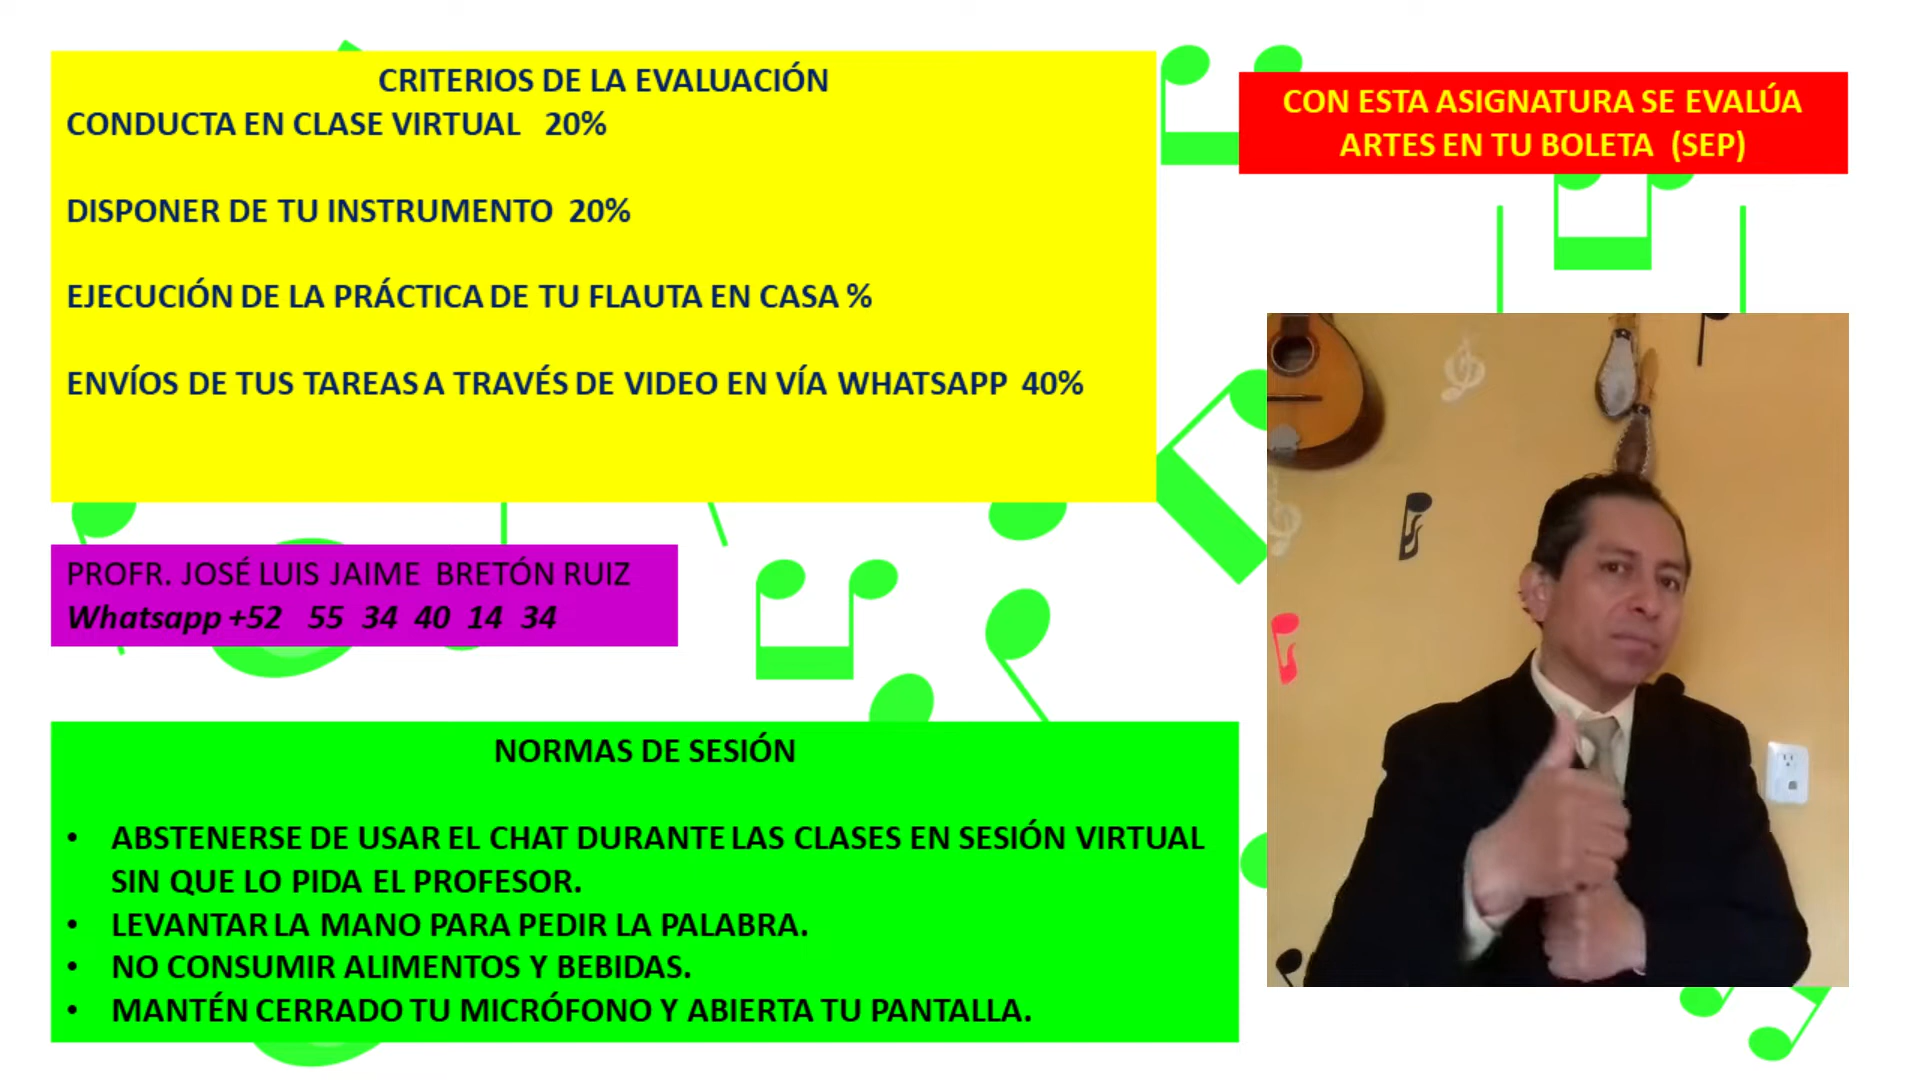 CRITERIOS DE LA EVALUACIÓN
CONDUCTA EN CLASE VIRTUAL 20%
DISPONER DE TU INSTRUMENTO 20%
EJECUCIÓN DE LA PRÁCTICA DE TU FLAUTA EN CASA %
ENVÍOS DE TUS TAREAS A TRAVÉS DE VIDEO EN VÍA WHATSAPP 40%
CON ESTA ASIGNATURA SE EVALÚA
ARTES EN TU BOLETA (SEP)
PROFR. JOSÉ LUIS JAIME BRETÓN RUIZ
Whatsapp +52 55 34 40 14 34
NORMAS DE SESIÓN
• ABSTENERSE DE USAR EL CHAT DURANTE LAS CLASES EN SESIÓN VIRTUAL
SIN QUE LO PIDA EL PROFESOR.
• LEVANTAR LA MANO PARA PEDIR LA PALABRA.
• NO CONSUMIR ALIMENTOS Y BEBIDAS.
• MANTÉN CERRADO TU MICRÓFONO Y ABIERTA TU PANTALLA.